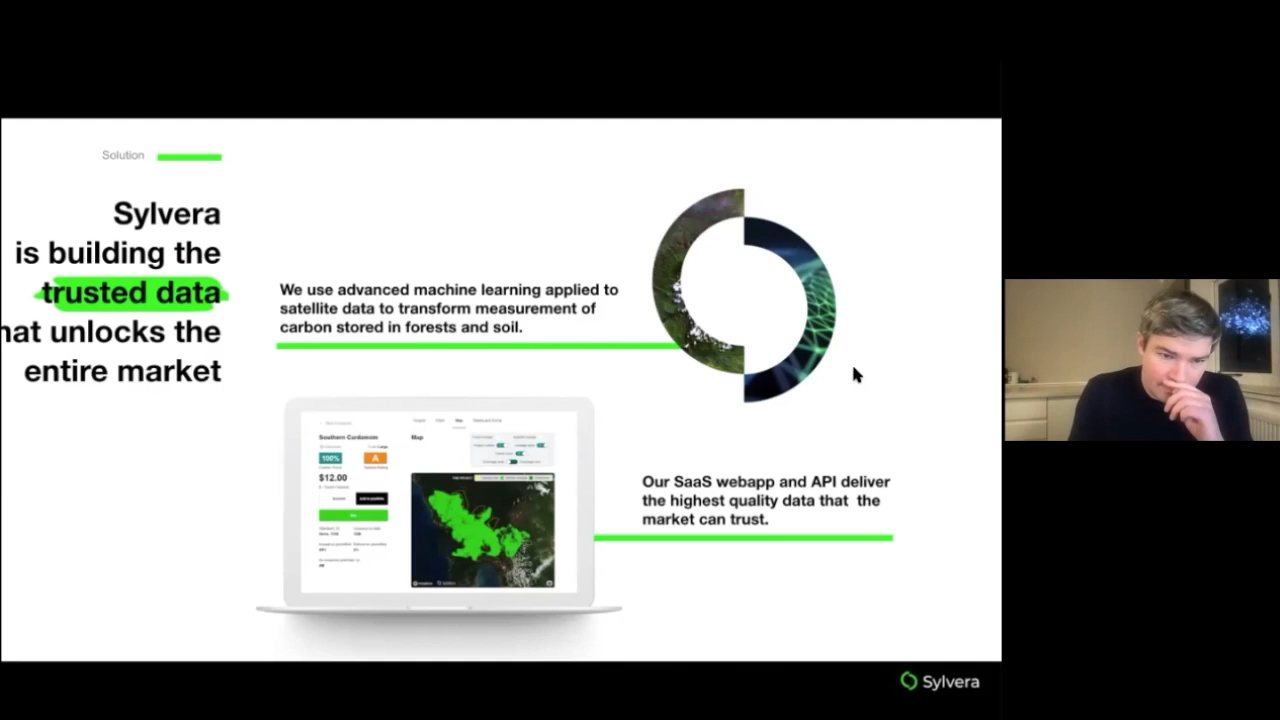 Solution
Sylvera
is building the
trusted data
hat unlocks the
entire market
We use advanced machine learning applied to
satellite data to transform measurement of
carbon stored in forests and soil.
Southern Cardamom
Map
100%
A
$12.00
Our SaaS webapp and API deliver
the highest quality data that the
market can trust.
Sylvera